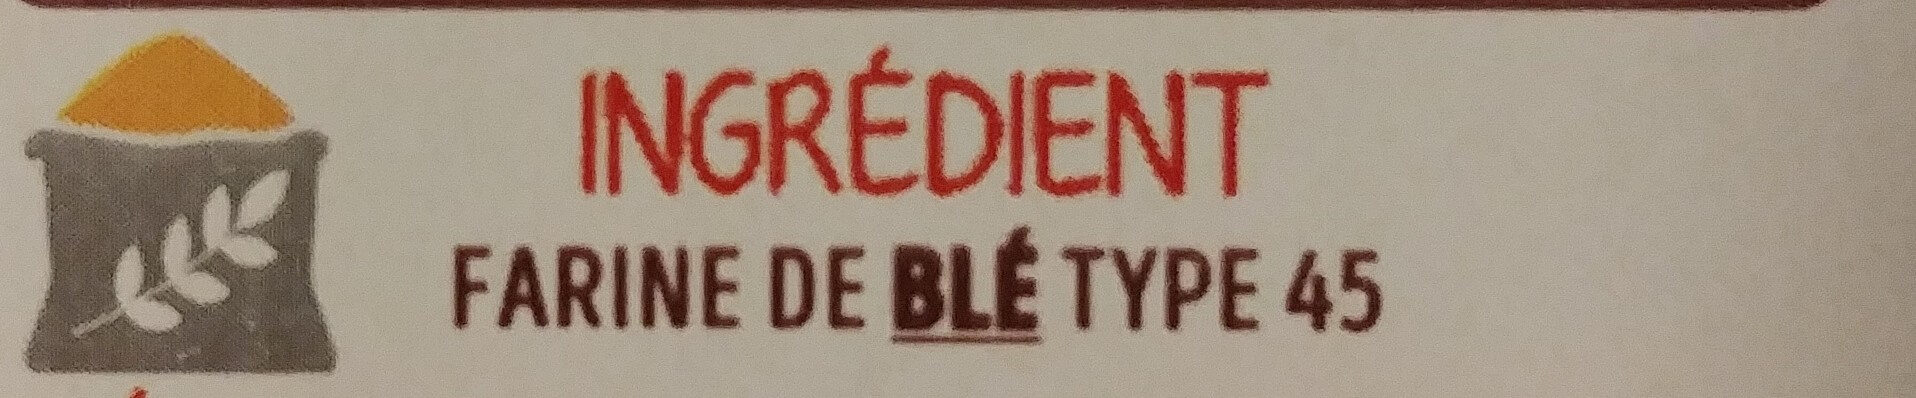 INGRÉDIENT
FARINE DE BLÉ TYPE 45